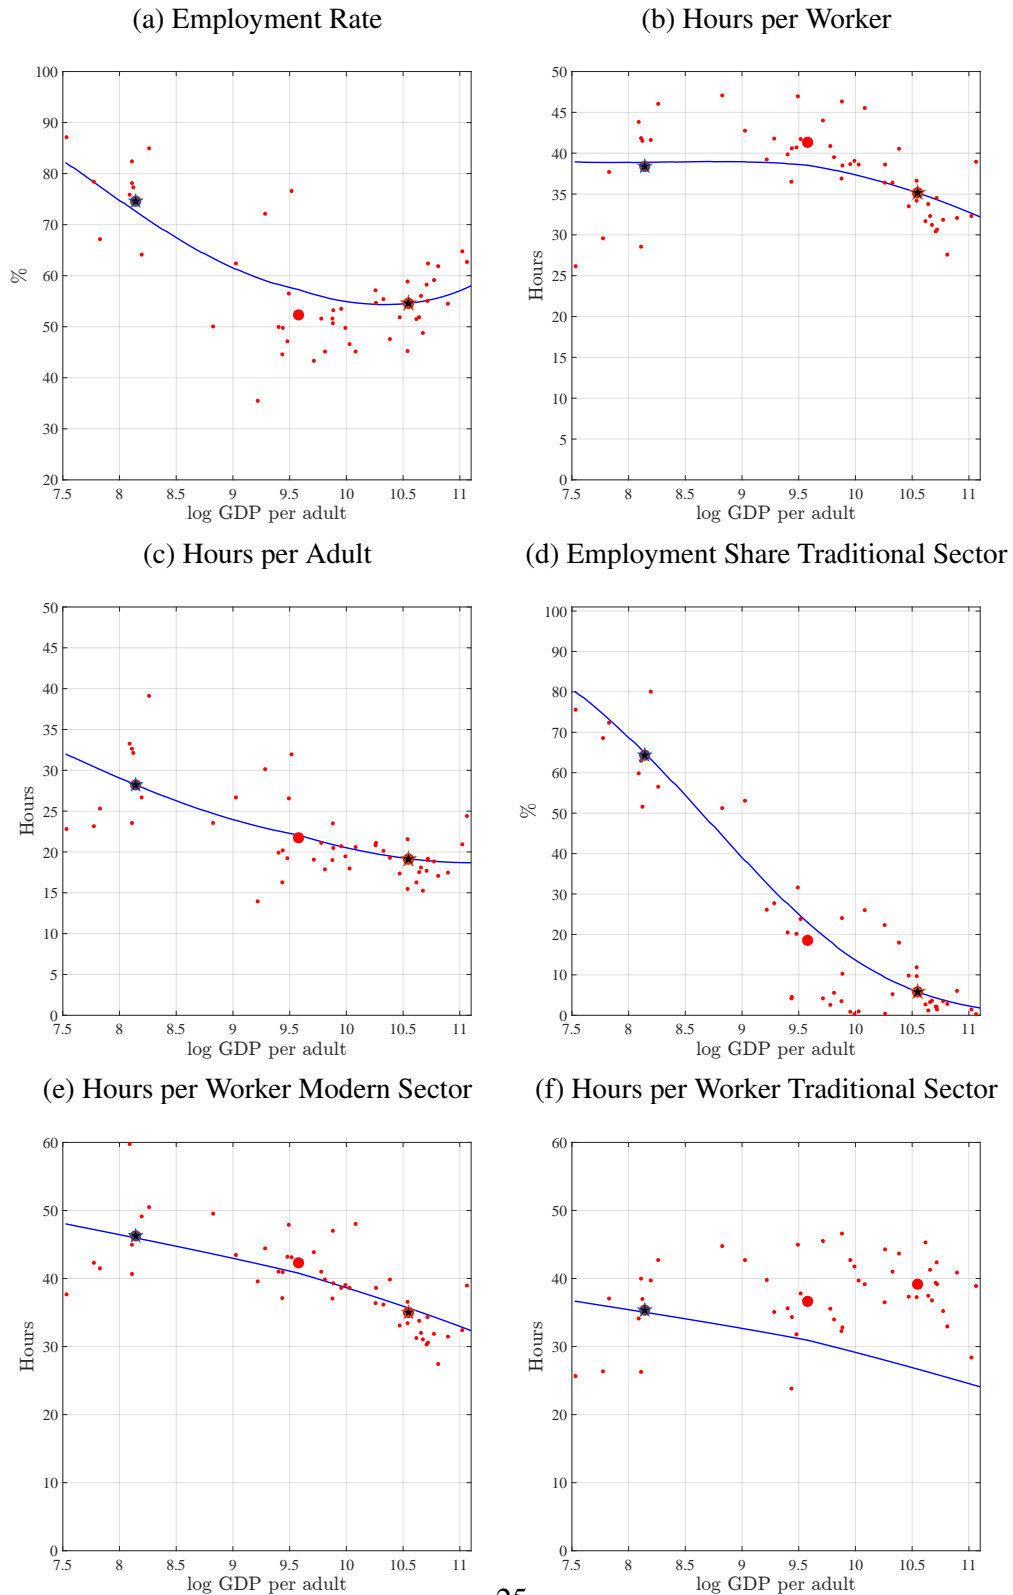 (a) Employment Rate
(b) Hours per Worker
100
90
80
70
60
50
40
30
20
%
7.5 8 8.5 9 9.5 10 10.5 11
log GDP per adult
50
45
40
35
30
25
20
15
10
5
0
Hours
7.5 8 8.5 9 9.5 10 10.5 11
log GDP per adult
(c) Hours per Adult
(d) Employment Share Traditional Sector
50
45
40
35
30
25
20
15
10
5
0
Hours
7.5 8 8.5 9 9.5 10 10.5 11
log GDP per adult
100
90
80
70
60
50
40
30
20
10
0
%
7.5 8 8.5 9 9.5 10 10.5 11
log GDP per adult
(e) Hours per Worker Modern Sector
(f) Hours per Worker Traditional Sector
60
50
40
30
20
10
0
Hours
7.5 8 8.5 9 9.5 10 10.5 11
log GDP per adult
60
50
40
30
20
10
0
Hours
7.5 8 8.5 9 9.5 10 10.5 11
log GDP per adult